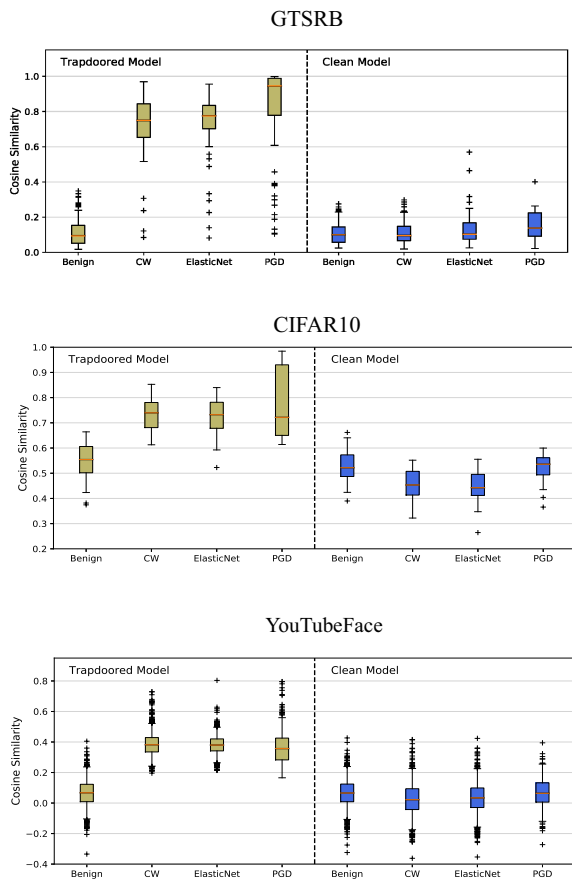 GTSRB
Trapdoored Model
Clean Model
Cosine Similarity
1.0
0.8
0.6
0.4
0.2
0.0
Benign CW ElasticNet PGD Benign CW ElasticNet PGD
CIFAR10
Trapdoored Model
Clean Model
Cosine Similarity
1.0
0.9
0.8
0.7
0.6
0.5
0.4
0.3
0.2
Benign CW ElasticNet PGD Benign CW ElasticNet PGD
YouTubeFace
Trapdoored Model
Clean Model
Cosine Similarity
0.8
0.6
0.4
0.2
0.0
−0.2
−0.4
Benign CW ElasticNet PGD Benign CW ElasticNet PGD